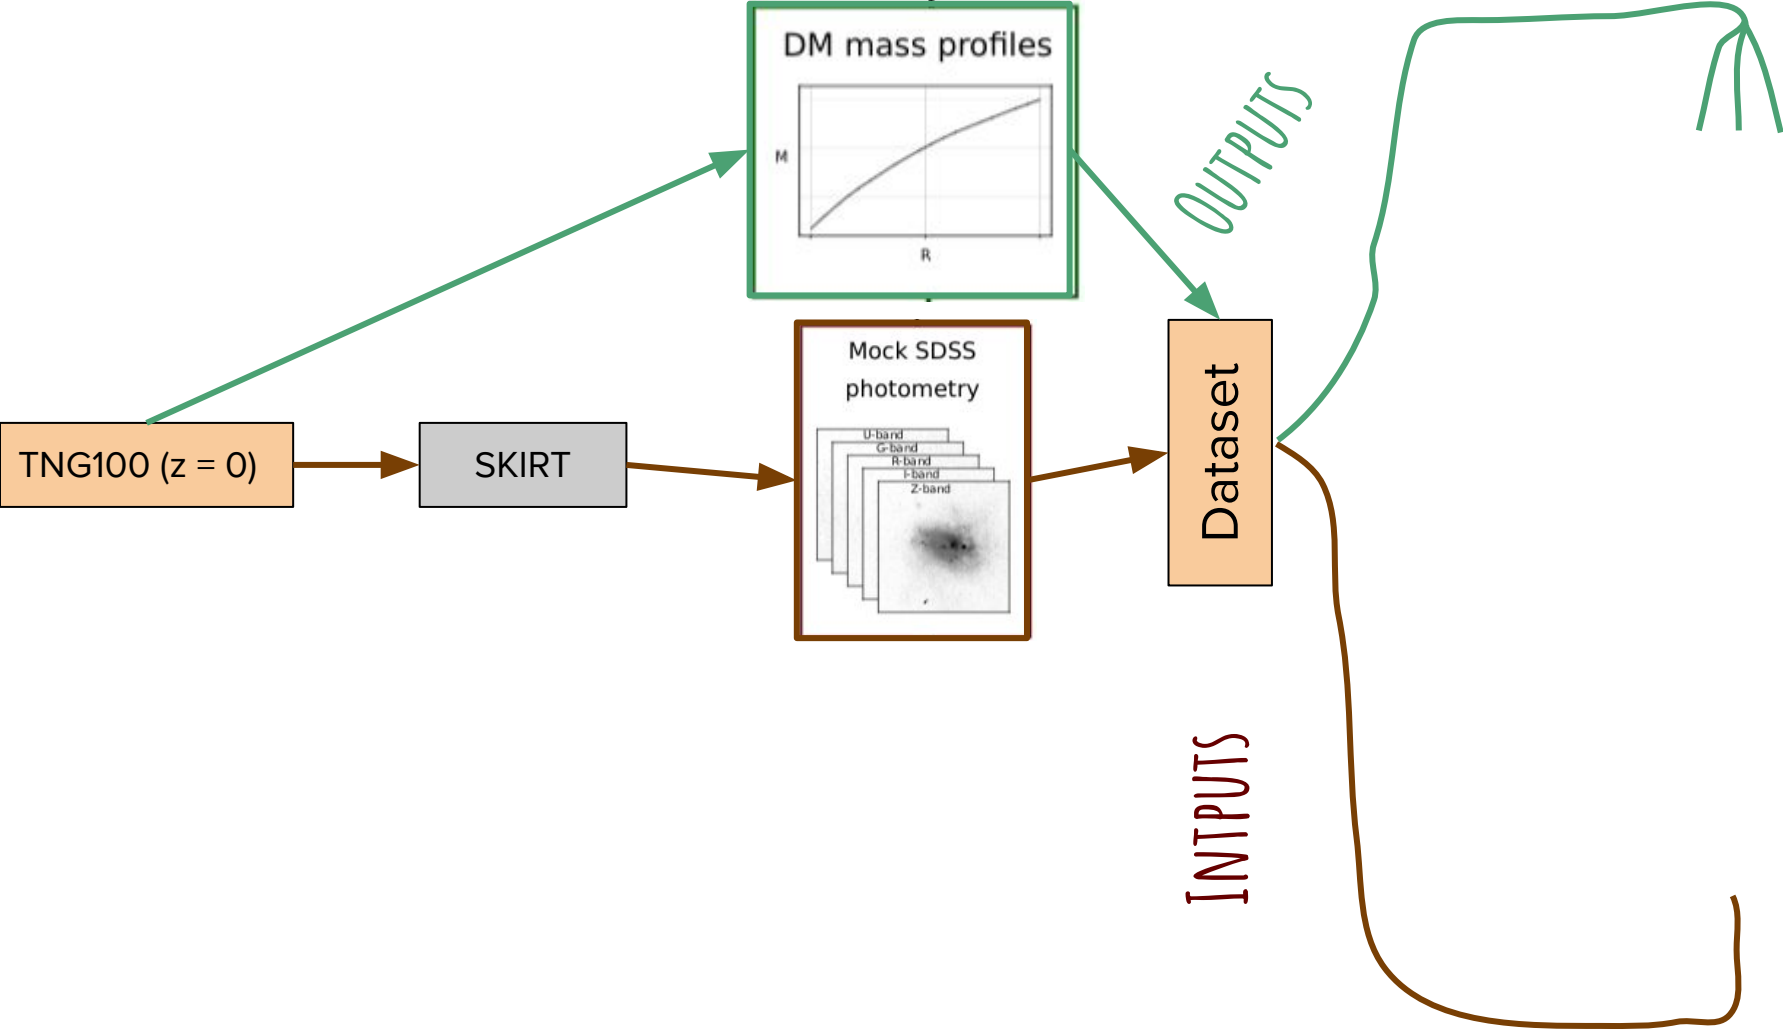 DM mass profiles
M
R
OUTPUTS
Mock SDSS
photometry
U-band
G-band
R-band
I-band
Z-band
TNG100 (z = 0)
SKIRT
Dataset
INTPUTS